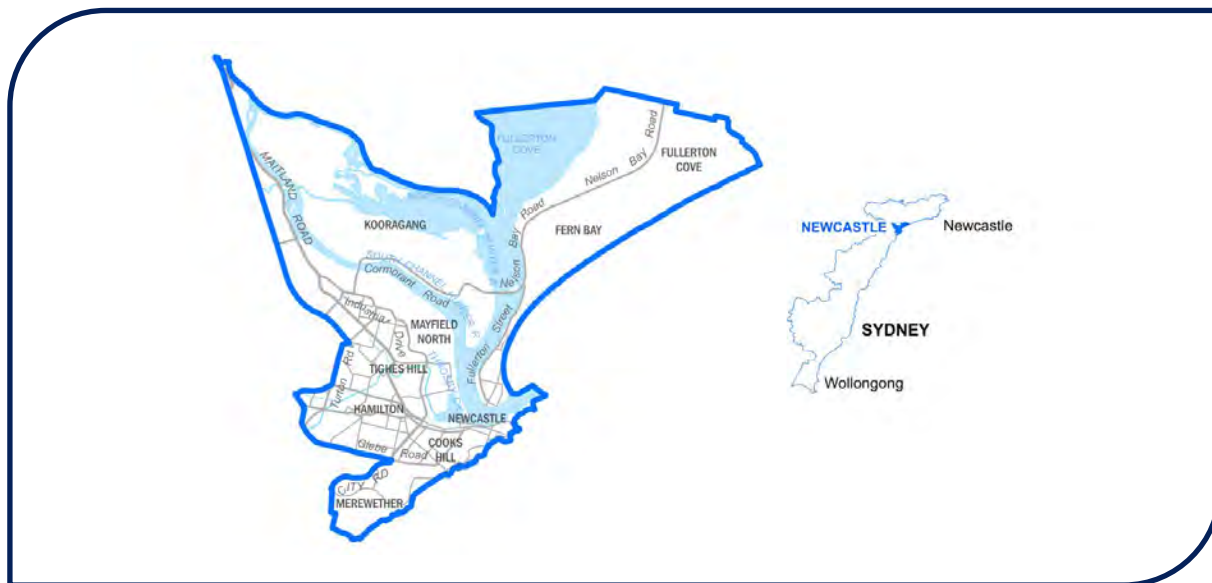 FULLERTON
COVE
Nelson Bay Road
FULLERTON
COVE
MAITLAND
ROAD
KOORAGANG
FERN BAY
Nelson Bay Road
SOUTH CHANNEL
Cormorant Road
Industrial Drive
MAYFIELD
NORTH
Fullerton Street
TIGHES HILL
Turton Rd
HAMILTON
NEWCASTLE
COOKS
HILL
Glebe Road
CITY RD
MEREWETHER
NEWCASTLE
Newcastle
SYDNEY
Wollongong